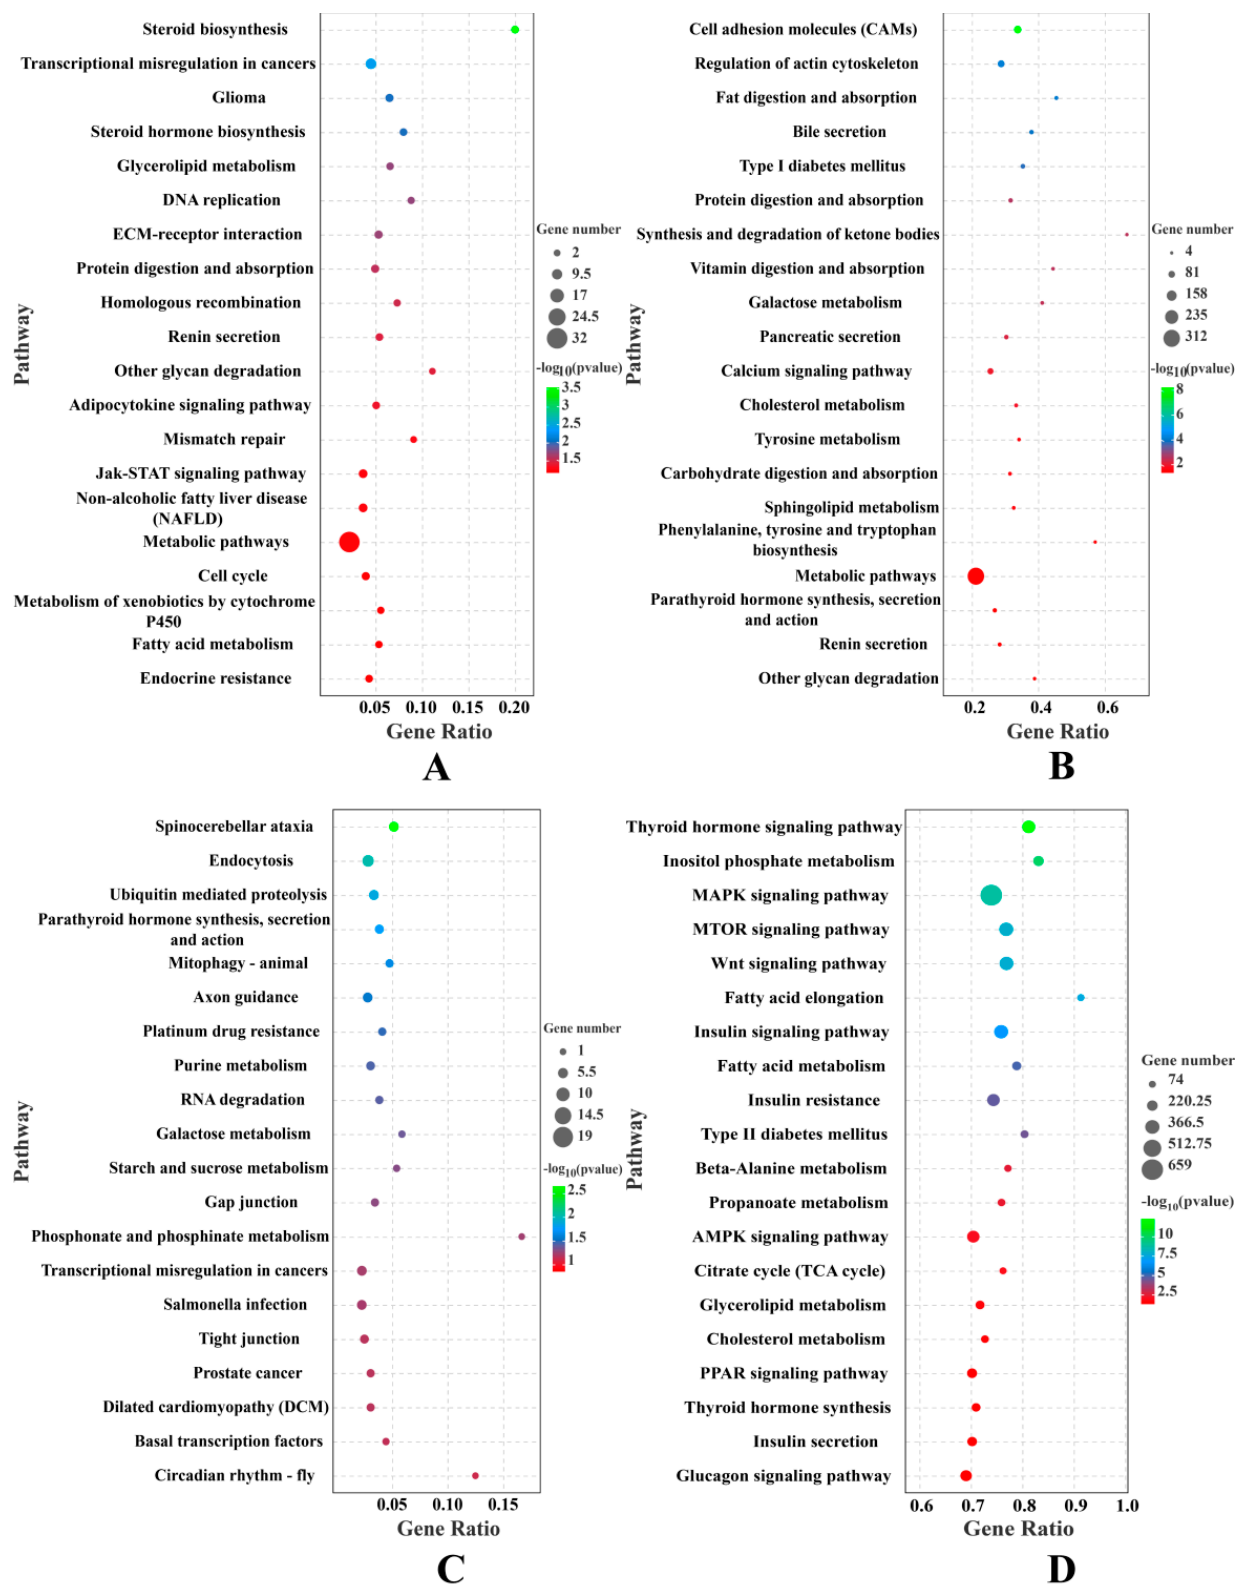 Steroid biosynthesis
Transcriptional misregulation in cancers
Glioma
Steroid hormone biosynthesis
Glycerolipid metabolism
DNA replication
ECM-receptor interaction
Protein digestion and absorption
Homologous recombination
Renin secretion
Other glycan degradation
Adipocytokine signaling pathway
Mismatch repair
Jak-STAT signaling pathway
Non-alcoholic fatty liver disease
(NAFLD)
Metabolic pathways
Cell cycle
Metabolism of xenobiotics by cytochrome
P450
Fatty acid metabolism
Endocrine resistance
Pathway
0.05 0.10 0.15 0.20
Gene Ratio
Gene number
2
9.5
17
24.5
32
-log10(pvalue)
3.5
3
2.5
2
1.5
A
Cell adhesion molecules (CAMs)
Regulation of actin cytoskeleton
Fat digestion and absorption
Bile secretion
Type I diabetes mellitus
Protein digestion and absorption
Synthesis and degradation of ketone bodies
Vitamin digestion and absorption
Galactose metabolism
Pancreatic secretion
Calcium signaling pathway
Cholesterol metabolism
Tyrosine metabolism
Carbohydrate digestion and absorption
Sphingolipid metabolism
Phenylalanine, tyrosine and tryptophan
biosynthesis
Metabolic pathways
Parathyroid hormone synthesis, secretion
and action
Renin secretion
Other glycan degradation
Pathway
0.2 0.4 0.6
Gene Ratio
Gene number
4
81
158
235
312
-log10(pvalue)
8
6
4
2
B
Spinocerebellar ataxia
Endocytosis
Ubiquitin mediated proteolysis
Parathyroid hormone synthesis, secretion
and action
Mitophagy - animal
Axon guidance
Platinum drug resistance
Purine metabolism
RNA degradation
Galactose metabolism
Starch and sucrose metabolism
Gap junction
Phosphonate and phosphinate metabolism
Transcriptional misregulation in cancers
Salmonella infection
Tight junction
Prostate cancer
Dilated cardiomyopathy (DCM)
Basal transcription factors
Circadian rhythm - fly
Pathway
0.05 0.10 0.15
Gene Ratio
Gene number
1
5.5
10
14.5
19
-log10(pvalue)
2.5
2
1.5
1
C
Thyroid hormone signaling pathway
Inositol phosphate metabolism
MAPK signaling pathway
MTOR signaling pathway
Wnt signaling pathway
Fatty acid elongation
Insulin signaling pathway
Fatty acid metabolism
Insulin resistance
Type II diabetes mellitus
Beta-Alanine metabolism
Propanoate metabolism
AMPK signaling pathway
Citrate cycle (TCA cycle)
Glycerolipid metabolism
Cholesterol metabolism
PPAR signaling pathway
Thyroid hormone synthesis
Insulin secretion
Glucagon signaling pathway
Pathway
0.6 0.7 0.8 0.9 1.0
Gene Ratio
Gene number
74
220.25
366.5
512.75
659
-log10(pvalue)
10
7.5
5
2.5
D